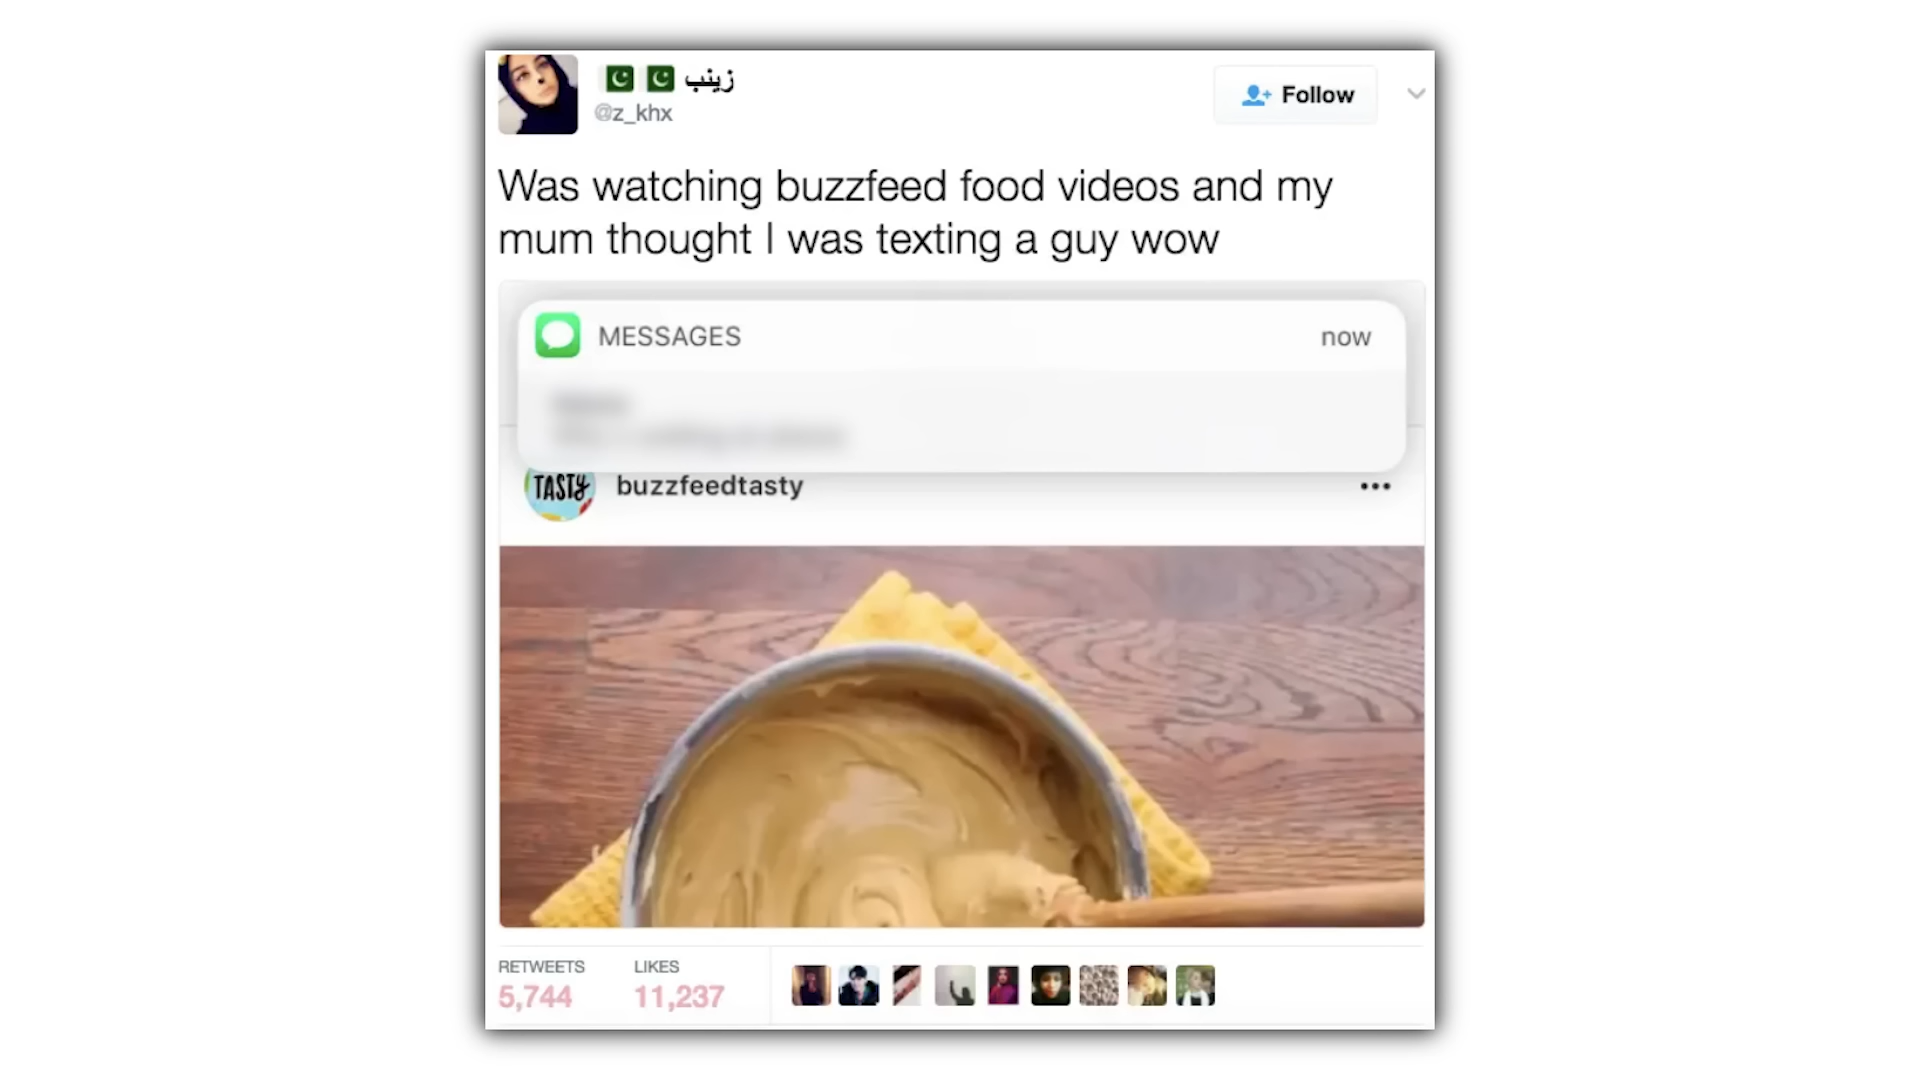 زينب
@z_khx
Follow
Was watching buzzfeed food videos and my
mum thought I was texting a guy wow
MESSAGES
now
TASTY
buzzfeedtasty
RETWEETS
LIKES
5,744
11,237